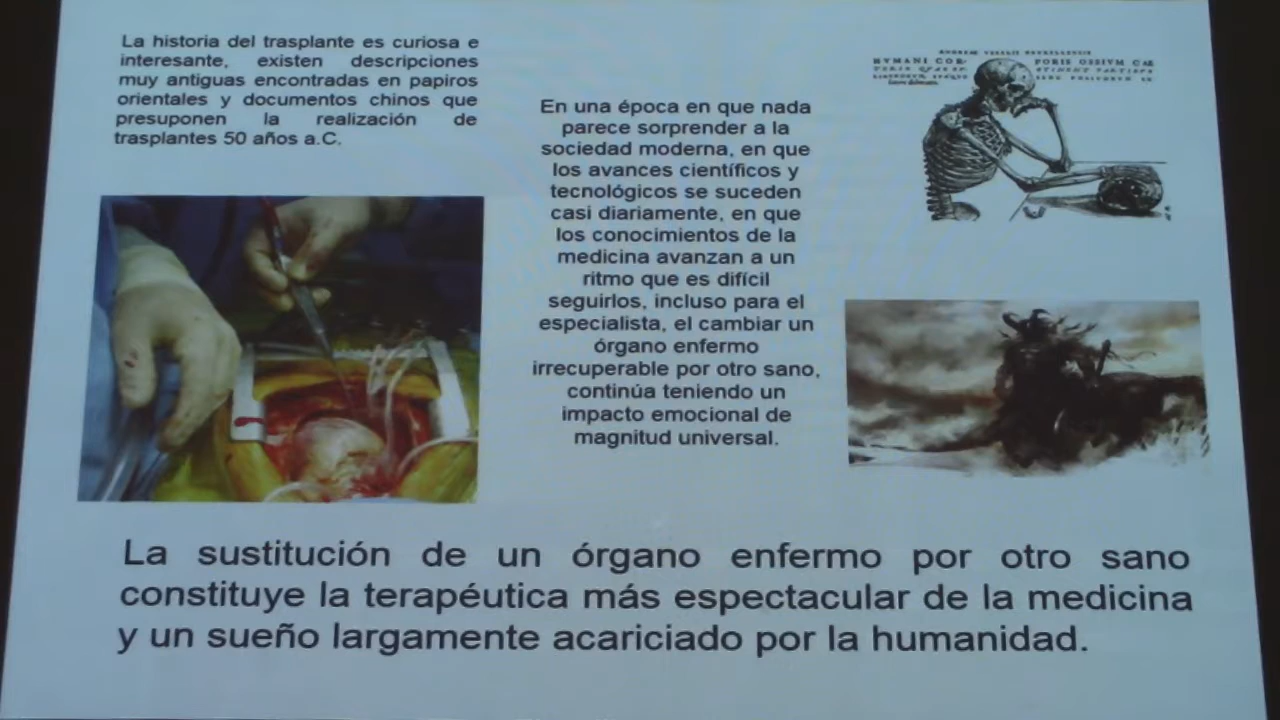 La historia del trasplante es curiosa e
interesante, existen descripciones
muy antiguas encontradas en papiros
orientales y documentos chinos que
presuponen la realización de
trasplantes 50 años a.C.
En una época en que nada
parece sorprender a la
sociedad moderna, en que
los avances científicos y
tecnológicos se suceden
casi diariamente, en que
los conocimientos de la
medicina avanzan a un
ritmo que es difícil
seguirlos, incluso para el
especialista, el cambiar un
órgano enfermo
irrecuperable por otro sano,
continúa teniendo un
impacto emocional de
magnitud universal.
HVMANI COR- PORIS OSSIVM
La sustitución de un órgano enfermo por otro sano
constituye la terapéutica más espectacular de la medicina
y un sueño largamente acariciado por la humanidad.